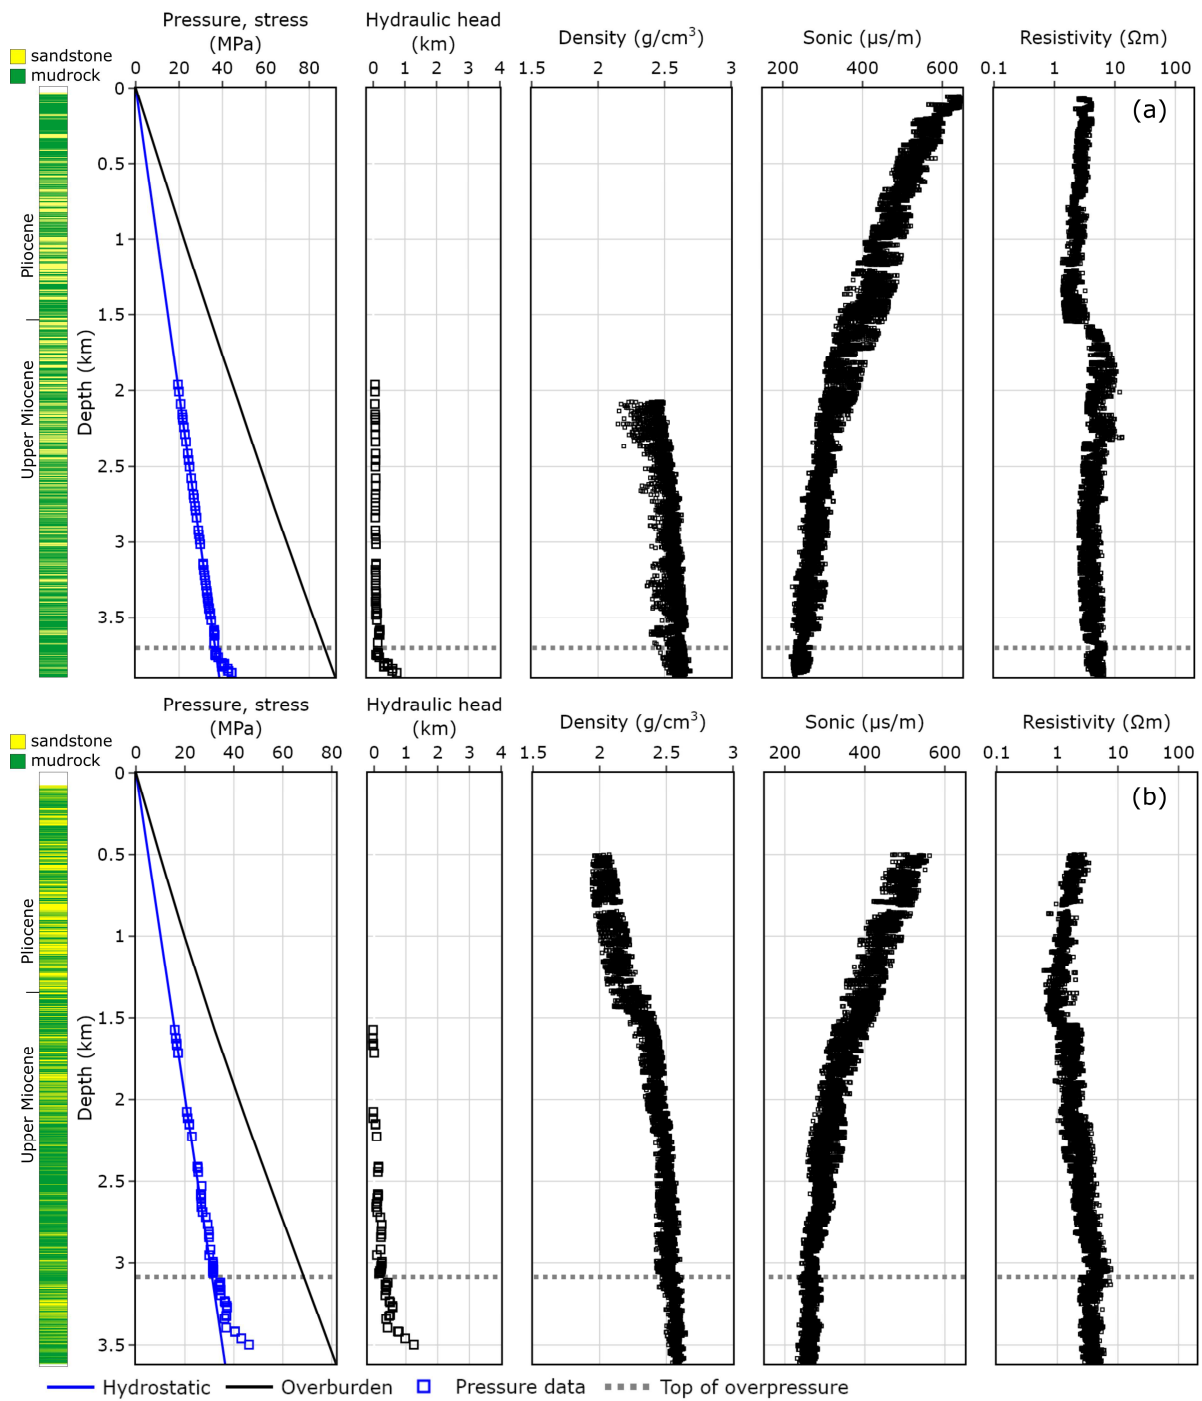 Pressure, stress
(MPa)
Hydraulic head
(km)
Density (g/cm³)
Sonic (µs/m)
Resistivity (Ωm)
sandstone
mudrock
0 20 40 60 80
0 1 2 3 4
1.5 2 2.5 3
200 400 600
0.1 1 10 100
(a)
0
0.5
1
1.5
2
2.5
3
3.5
Depth (km)
Pliocene
Upper Miocene
Pressure, stress
(MPa)
Hydraulic head
(km)
Density (g/cm³)
Sonic (µs/m)
Resistivity (Ωm)
sandstone
mudrock
0 20 40 60 80
0 1 2 3 4
1.5 2 2.5 3
200 400 600
0.1 1 10 100
(b)
0
0.5
1
1.5
2
2.5
3
3.5
Depth (km)
Pliocene
Upper Miocene
Hydrostatic
Overburden
Pressure data
Top of overpressure